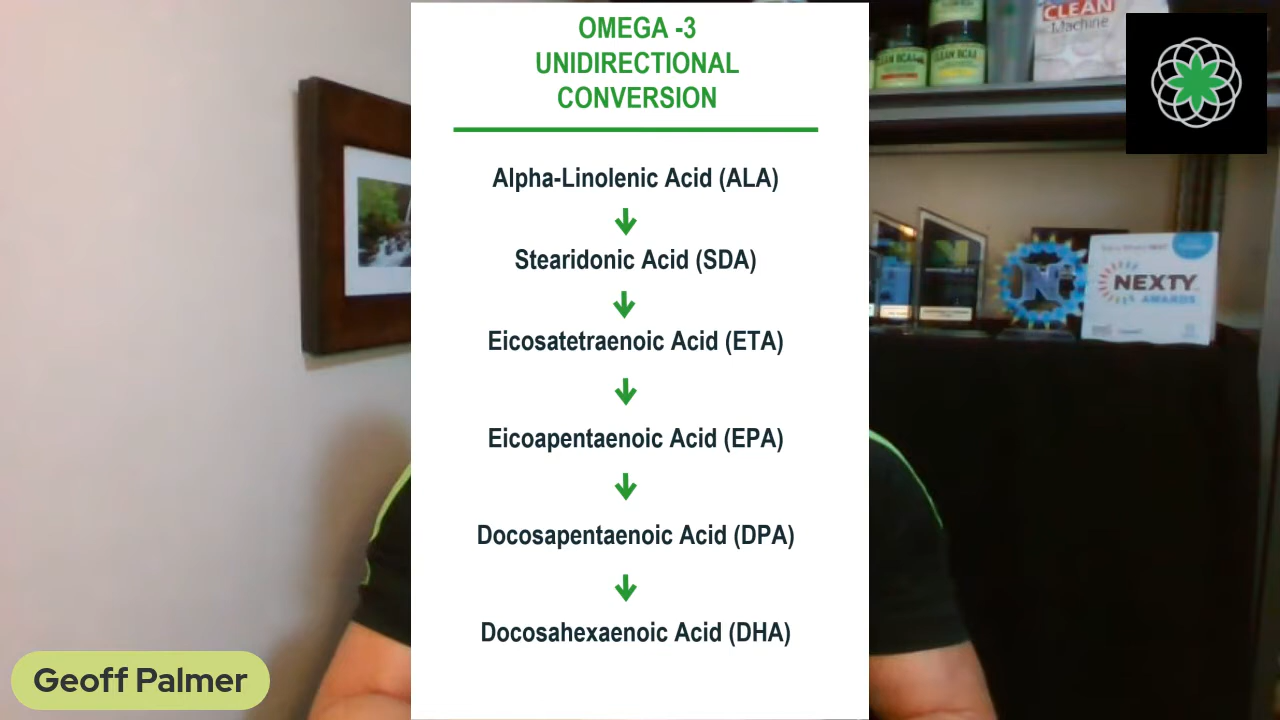 OMEGA -3
UNIDIRECTIONAL
CONVERSION
Alpha-Linolenic Acid (ALA)
Stearidonic Acid (SDA)
Eicosatetraenoic Acid (ETA)
Eicoapentaenoic Acid (EPA)
Docosapentaenoic Acid (DPA)
Docosahexaenoic Acid (DHA)
CLEAN
Machine
CLEAN BCAA
CLEAN BCAA
N
NEXTY
AWARDS
Geoff Palmer